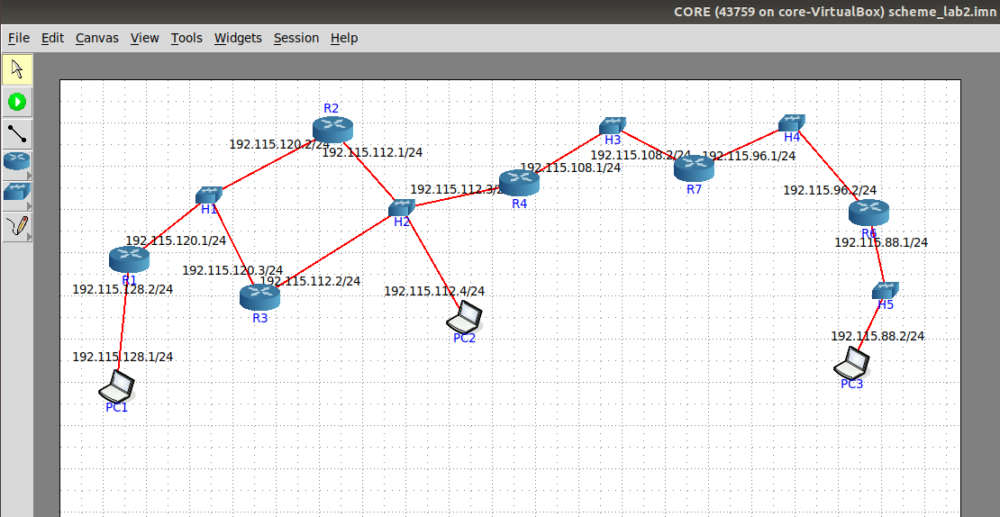 CORE (43759 on core-VirtualBox) scheme_lab2.imn
File Edit Canvas View Tools Widgets Session Help
R2
192.115.120.2/24
192.115.112.1/24
H3
192.115.108.2/24
192.115.108.1/24
H4
192.115.96.1/24
R7
192.115.112.3/2
R4
192.115.96.2/24
H1
H2
R6
192.115.120.1/24
192.115.88.1/24
192.115.120.3/24
192.115.112.2/24
R1
192.115.128.2/24
192.115.112.4/24
H5
R3
PC2
192.115.88.2/24
192.115.128.1/24
PC3
PC1